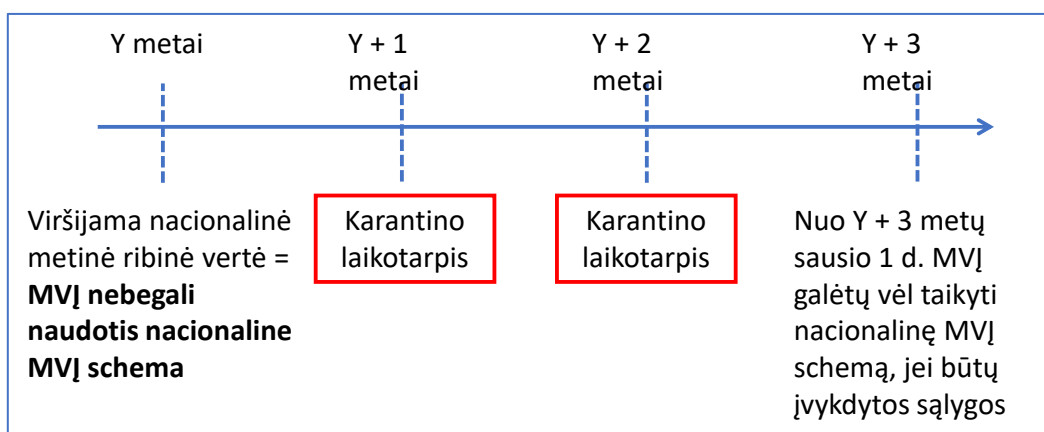 Y metai
Y + 1
metai
Y + 2
metai
Y + 3
metai
Viršijama nacionalinė
metinė ribinė vertė =
MVĮ nebegali
naudotis nacionaline
MVĮ schema
Karantino
laikotarpis
Karantino
laikotarpis
Nuo Y + 3 metų
sausio 1 d. MVĮ
galėtų vėl taikyti
nacionalinę MVĮ
schemą, jei būtų
įvykdytos sąlygos